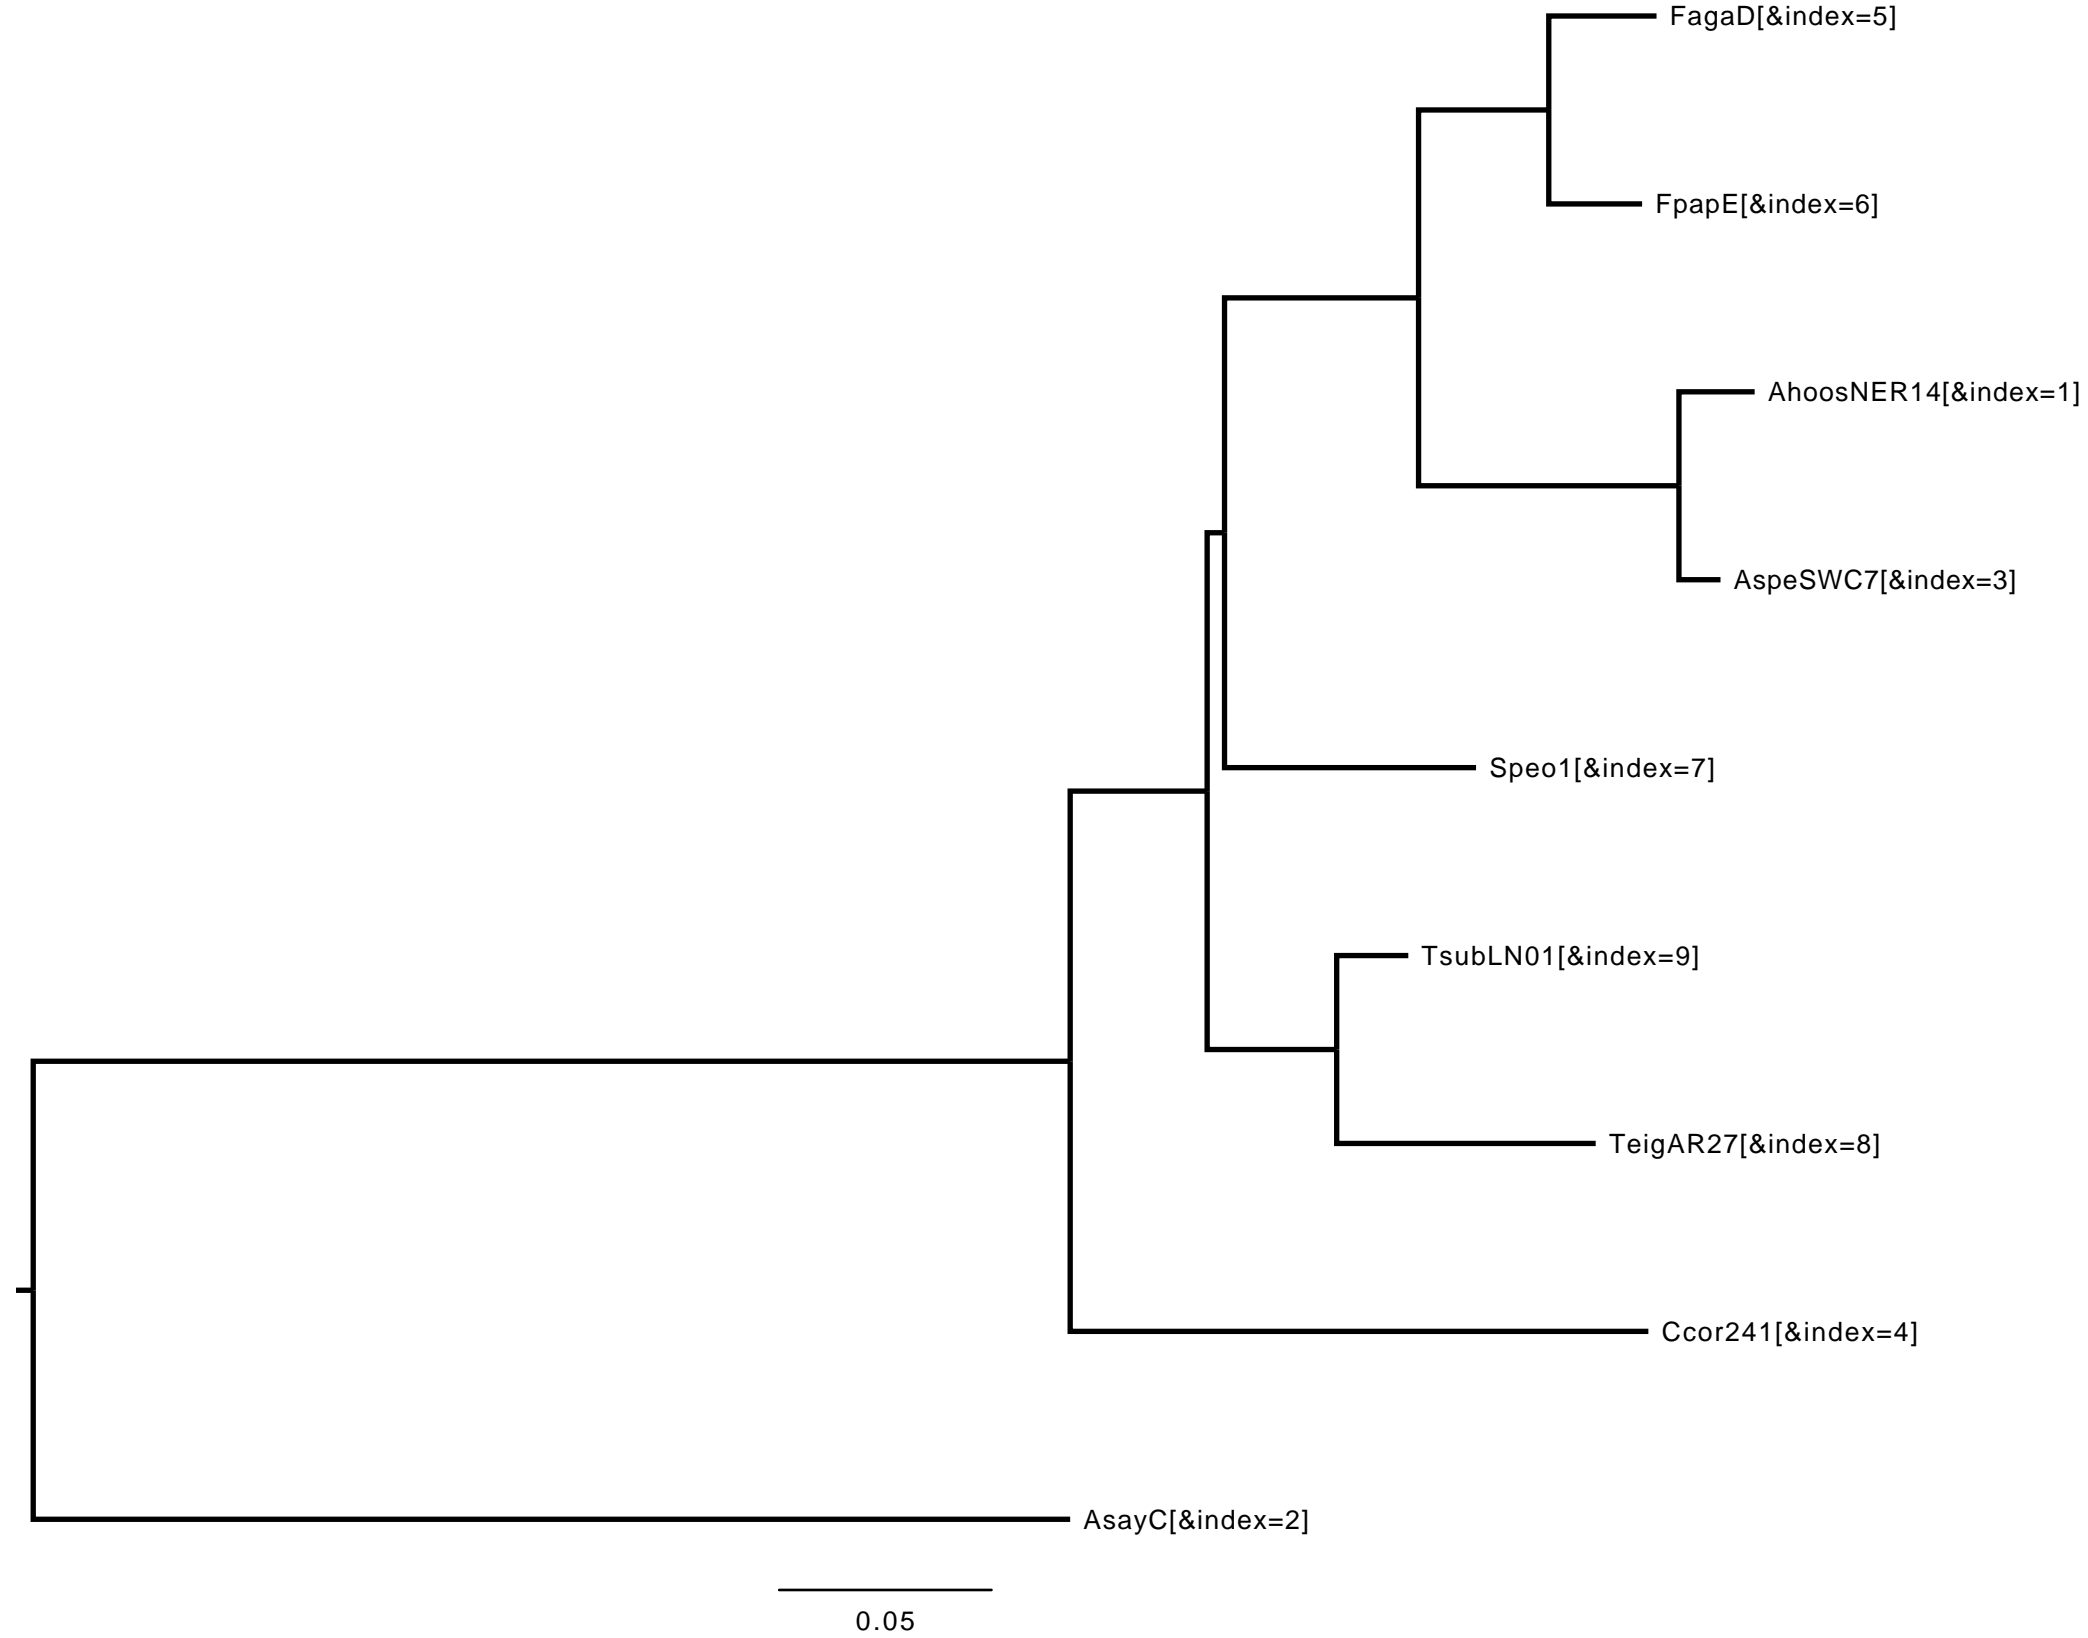 FagaD[&index=5]
FpapE[&index=6]
AhoosNER14[&index=1]
AspeSWC7[&index=3]
Speo1[&index=7]
TsubLN01[&index=9]
TeigAR27[&index=8]
Ccor241[&index=4]
AsayC[&index=2]
0.05